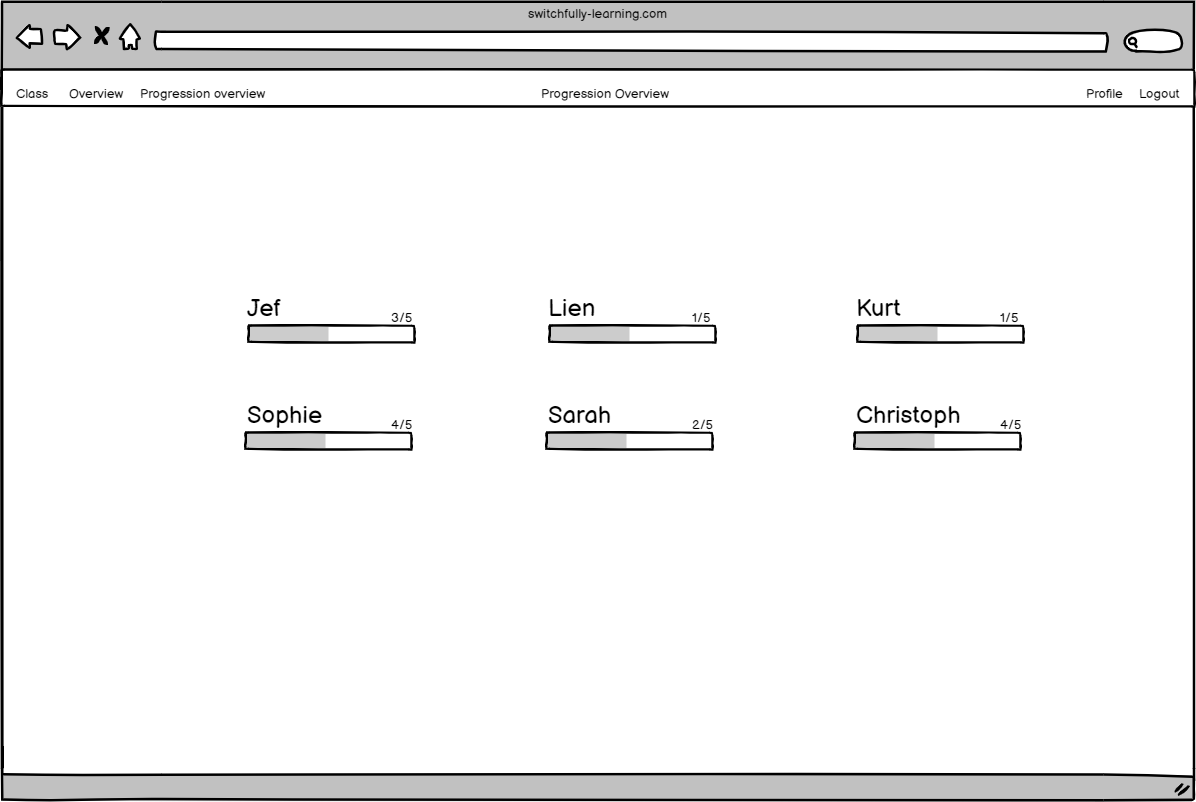 switchfully-learning.com
Class Overview Progression overview Progression Overview Profile Logout
Jef 3/5 Lien 1/5 Kurt 1/5
Sophie 4/5 Sarah 2/5 Christoph 4/5